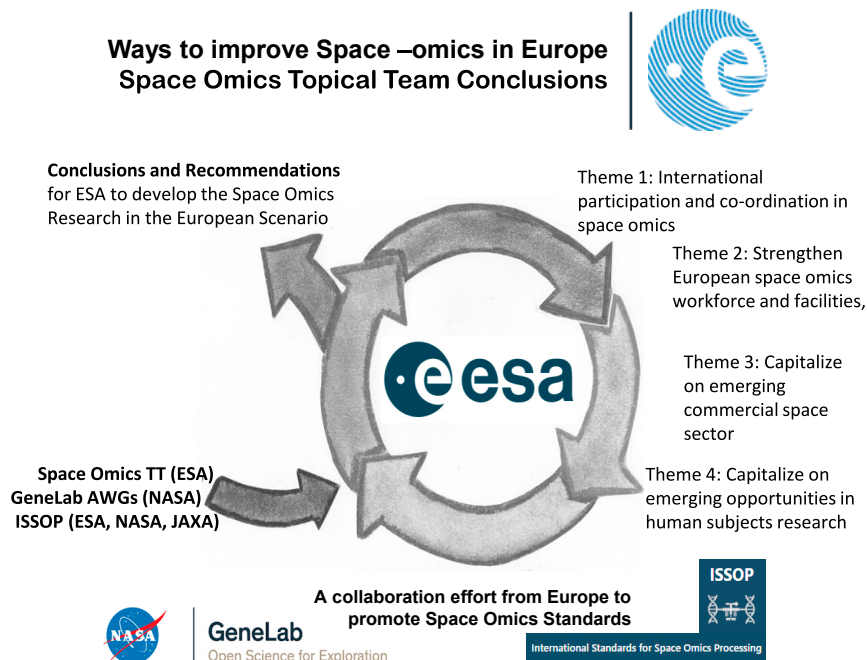 Ways to improve Space –omics in Europe
Space Omics Topical Team Conclusions
Conclusions and Recommendations
for ESA to develop the Space Omics
Research in the European Scenario
Theme 1: International
participation and co-ordination in
space omics
Theme 2: Strengthen
European space omics
workforce and facilities,
esa
Theme 3: Capitalize
on emerging
commercial space
sector
Space Omics TT (ESA)
GeneLab AWGs (NASA)
ISSOP (ESA, NASA, JAXA)
Theme 4: Capitalize on
emerging opportunities in
human subjects research
A collaboration effort from Europe to
promote Space Omics Standards
NASA
GeneLab
Open Science for Exploration
ISSOP
International Standards for Space Omics Processing